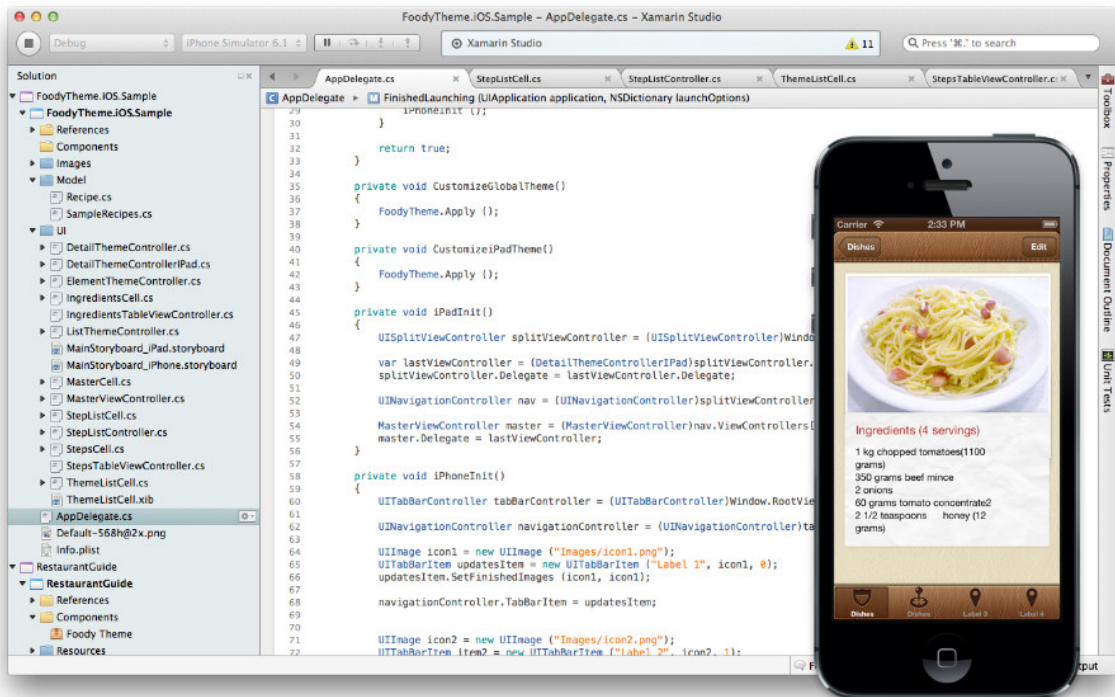 FoodyTheme.iOS.Sample – AppDelegate.cs – Xamarin Studio
Debug
iPhone Simulator 6.1
Xamarin Studio
11
Press '⌘.' to search
Solution
FoodyTheme.iOS.Sample
FoodyTheme.iOS.Sample
References
Components
Images
Model
Recipe.cs
SampleRecipes.cs
UI
DetailThemeController.cs
DetailThemeControllerIPad.cs
ElementThemeController.cs
IngredientsCell.cs
IngredientsTableViewController.cs
ListThemeController.cs
MainStoryboard_iPad.storyboard
MainStoryboard_iPhone.storyboard
MasterCell.cs
MasterViewController.cs
StepListCell.cs
StepListController.cs
StepsCell.cs
StepsTableViewController.cs
ThemeListCell.cs
ThemeListCell.xib
AppDelegate.cs
Default-568h@2x.png
Info.plist
RestaurantGuide
RestaurantGuide
References
Components
Foody Theme
Resources
AppDelegate.cs
StepListCell.cs
StepListController.cs
ThemeListCell.cs
StepsTableViewController.cs
C AppDelegate
M FinishedLaunching (UIApplication application, NSDictionary launchOptions)
29 iPhoneInit ();
30 }
31
32 return true;
33 }
34
35 private void CustomizeGlobalTheme()
36 {
37 FoodyTheme.Apply ();
38 }
39
40 private void CustomizeiPadTheme()
41 {
42 FoodyTheme.Apply ();
43 }
44
45 private void iPadInit()
46 {
47 UISplitViewController splitViewController = (UISplitViewController)Windo
48
49 var lastViewController = (DetailThemeControllerIPad)splitViewController.
50 splitViewController.Delegate = lastViewController.Delegate;
51
52 UINavigationController nav = (UINavigationController)splitViewController
53
54 MasterViewController master = (MasterViewController)nav.ViewControllers[
55 master.Delegate = lastViewController;
56 }
57
58 private void iPhoneInit()
59 {
60 UITabBarController tabBarController = (UITabBarController)Window.RootVie
61
62 UINavigationController navigationController = (UINavigationController)ta
63
64 UIImage icon1 = new UIImage ("Images/icon1.png");
65 UITabBarItem updatesItem = new UITabBarItem ("Label 1", icon1, 0);
66 updatesItem.SetFinishedImages (icon1, icon1);
67
68 navigationController.TabBarItem = updatesItem;
69
70
71 UIImage icon2 = new UIImage ("Images/icon2.png");
72 UITabBarItem item2 = new UITabBarItem ("Label 2", icon2, 1);
Toolbox
Properties
Document Outline
Unit Tests
F
tput
Carrier
2:33 PM
Dishes
Edit
Ingredients (4 servings)
1 kg chopped tomatoes(1100
grams)
350 grams beef mince
2 onions
60 grams tomato concentrate2
2 1/2 teaspoons honey (12
grams)
Dishes
Dishes
Label 3
Label 4